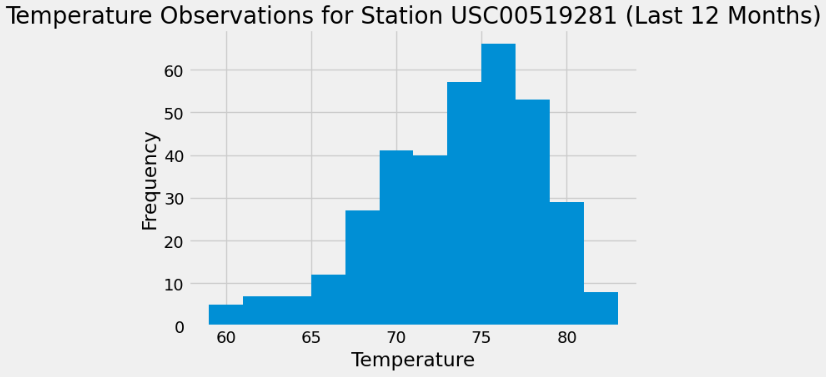 Temperature Observations for Station USC00519281 (Last 12 Months)
Frequency
60
50
40
30
20
10
0
60 65 70 75 80
Temperature